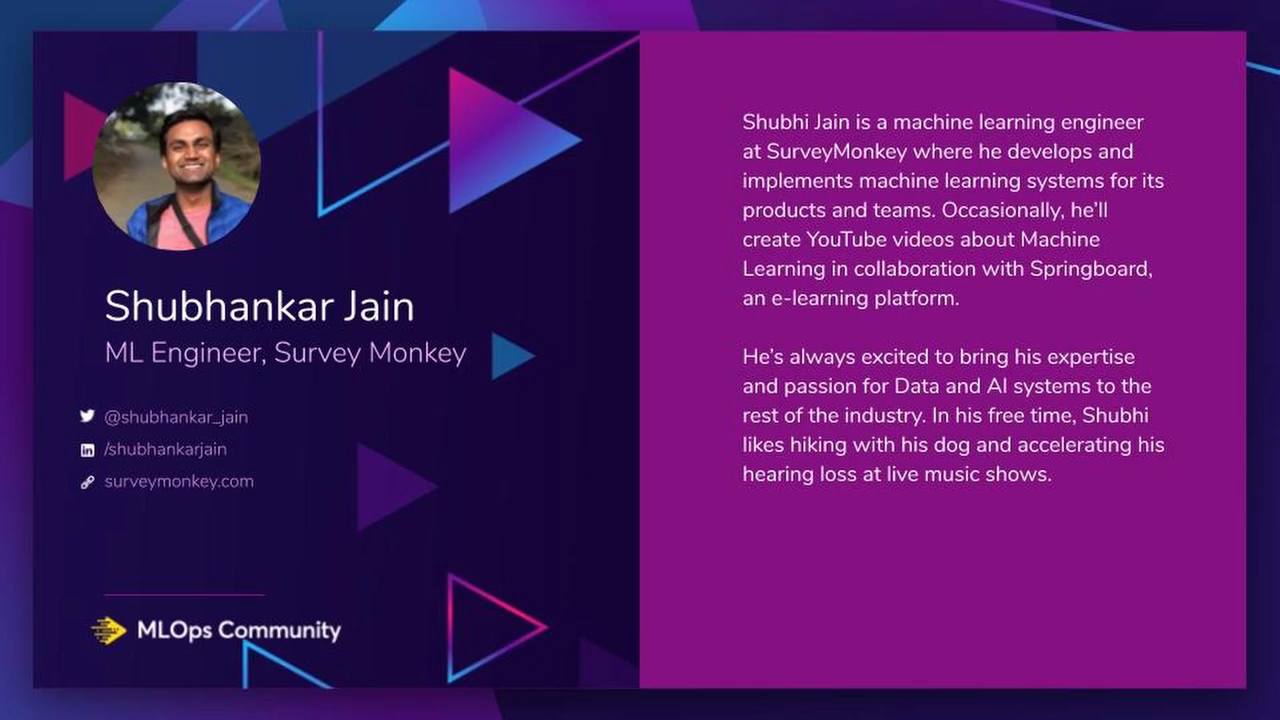 Shubhankar Jain
ML Engineer, Survey Monkey
@shubhankar_jain
/shubhankarjain
surveymonkey.com
MLOps Community
Shubhi Jain is a machine learning engineer
at SurveyMonkey where he develops and
implements machine learning systems for its
products and teams. Occasionally, he’ll
create YouTube videos about Machine
Learning in collaboration with Springboard,
an e-learning platform.
He’s always excited to bring his expertise
and passion for Data and AI systems to the
rest of the industry. In his free time, Shubhi
likes hiking with his dog and accelerating his
hearing loss at live music shows.